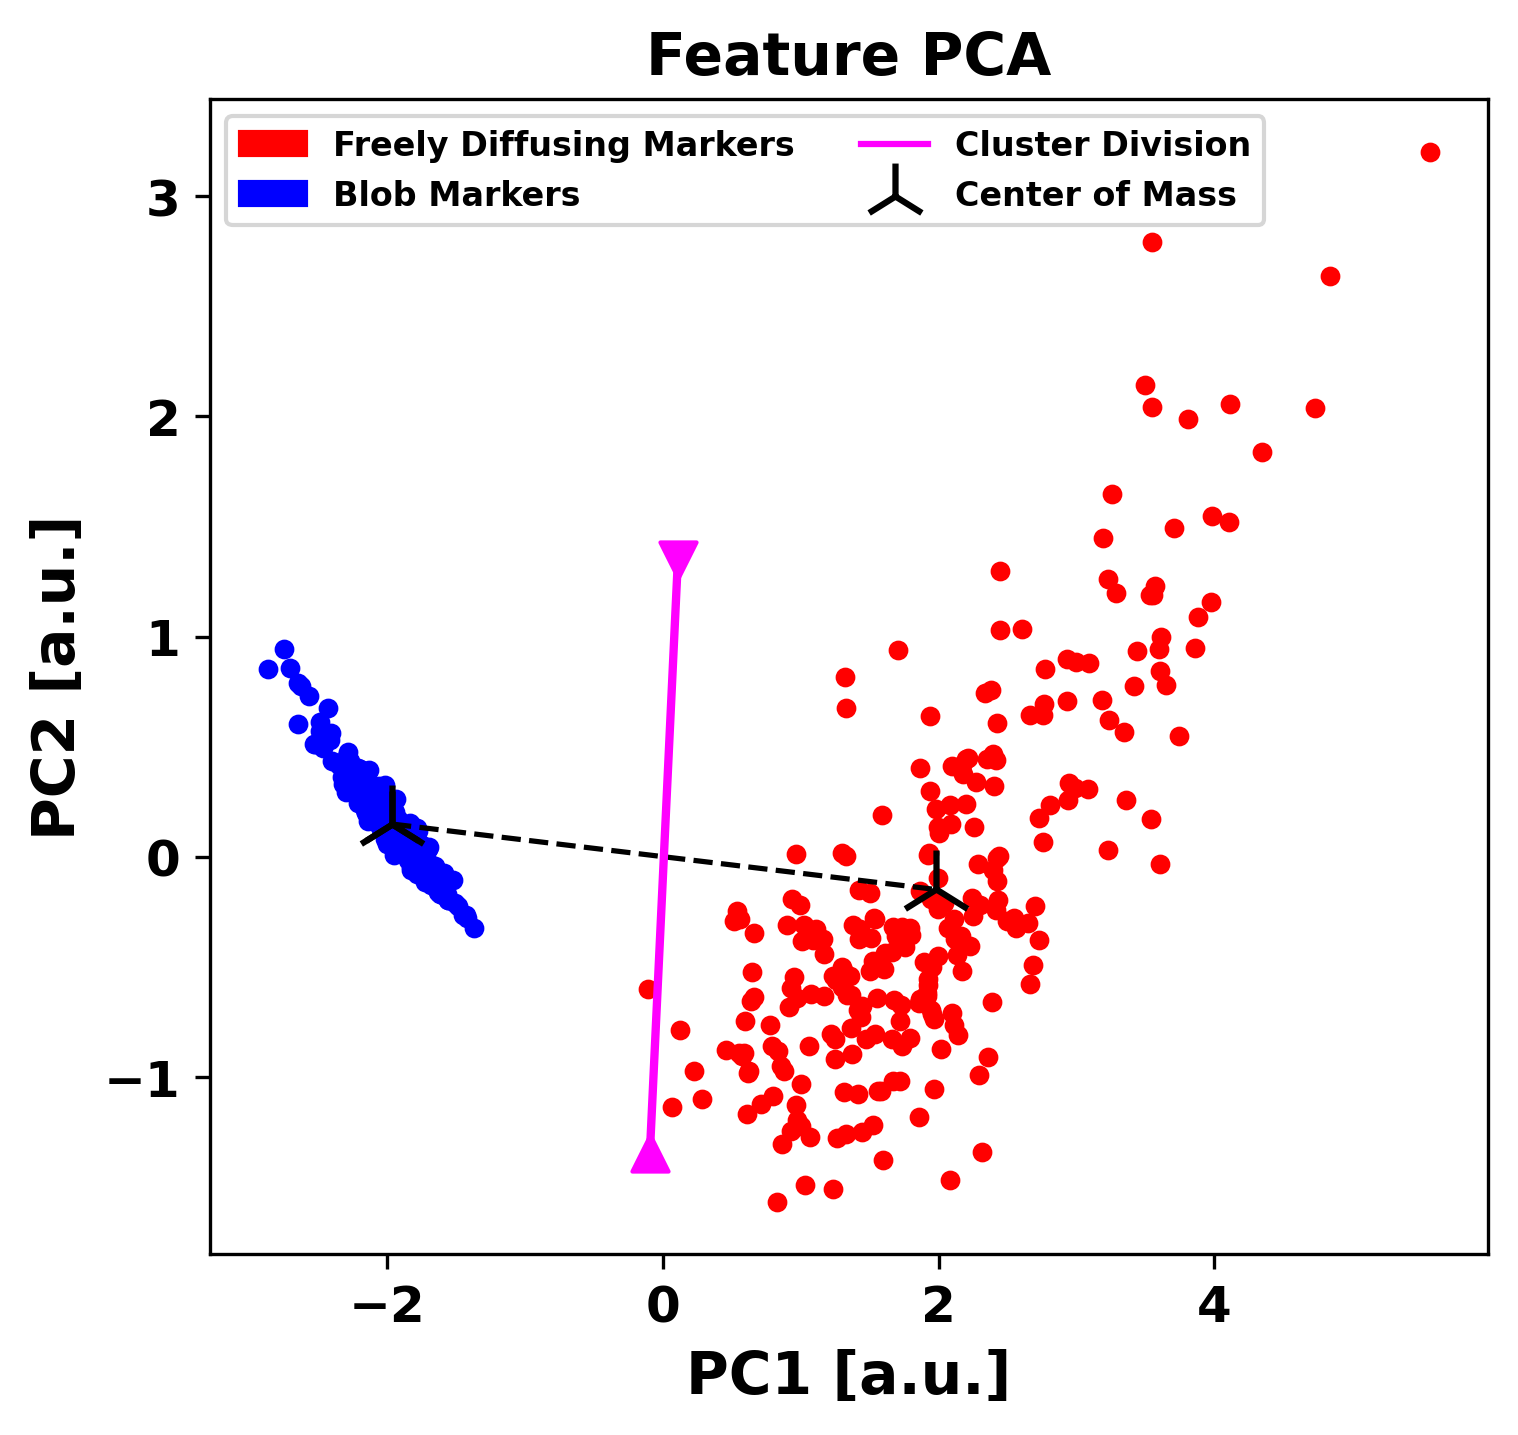 Feature PCA
Freely Diffusing Markers
Blob Markers
Cluster Division
Center of Mass
3
2
1
0
−1
PC2 [a.u.]
−2 0 2 4
PC1 [a.u.]